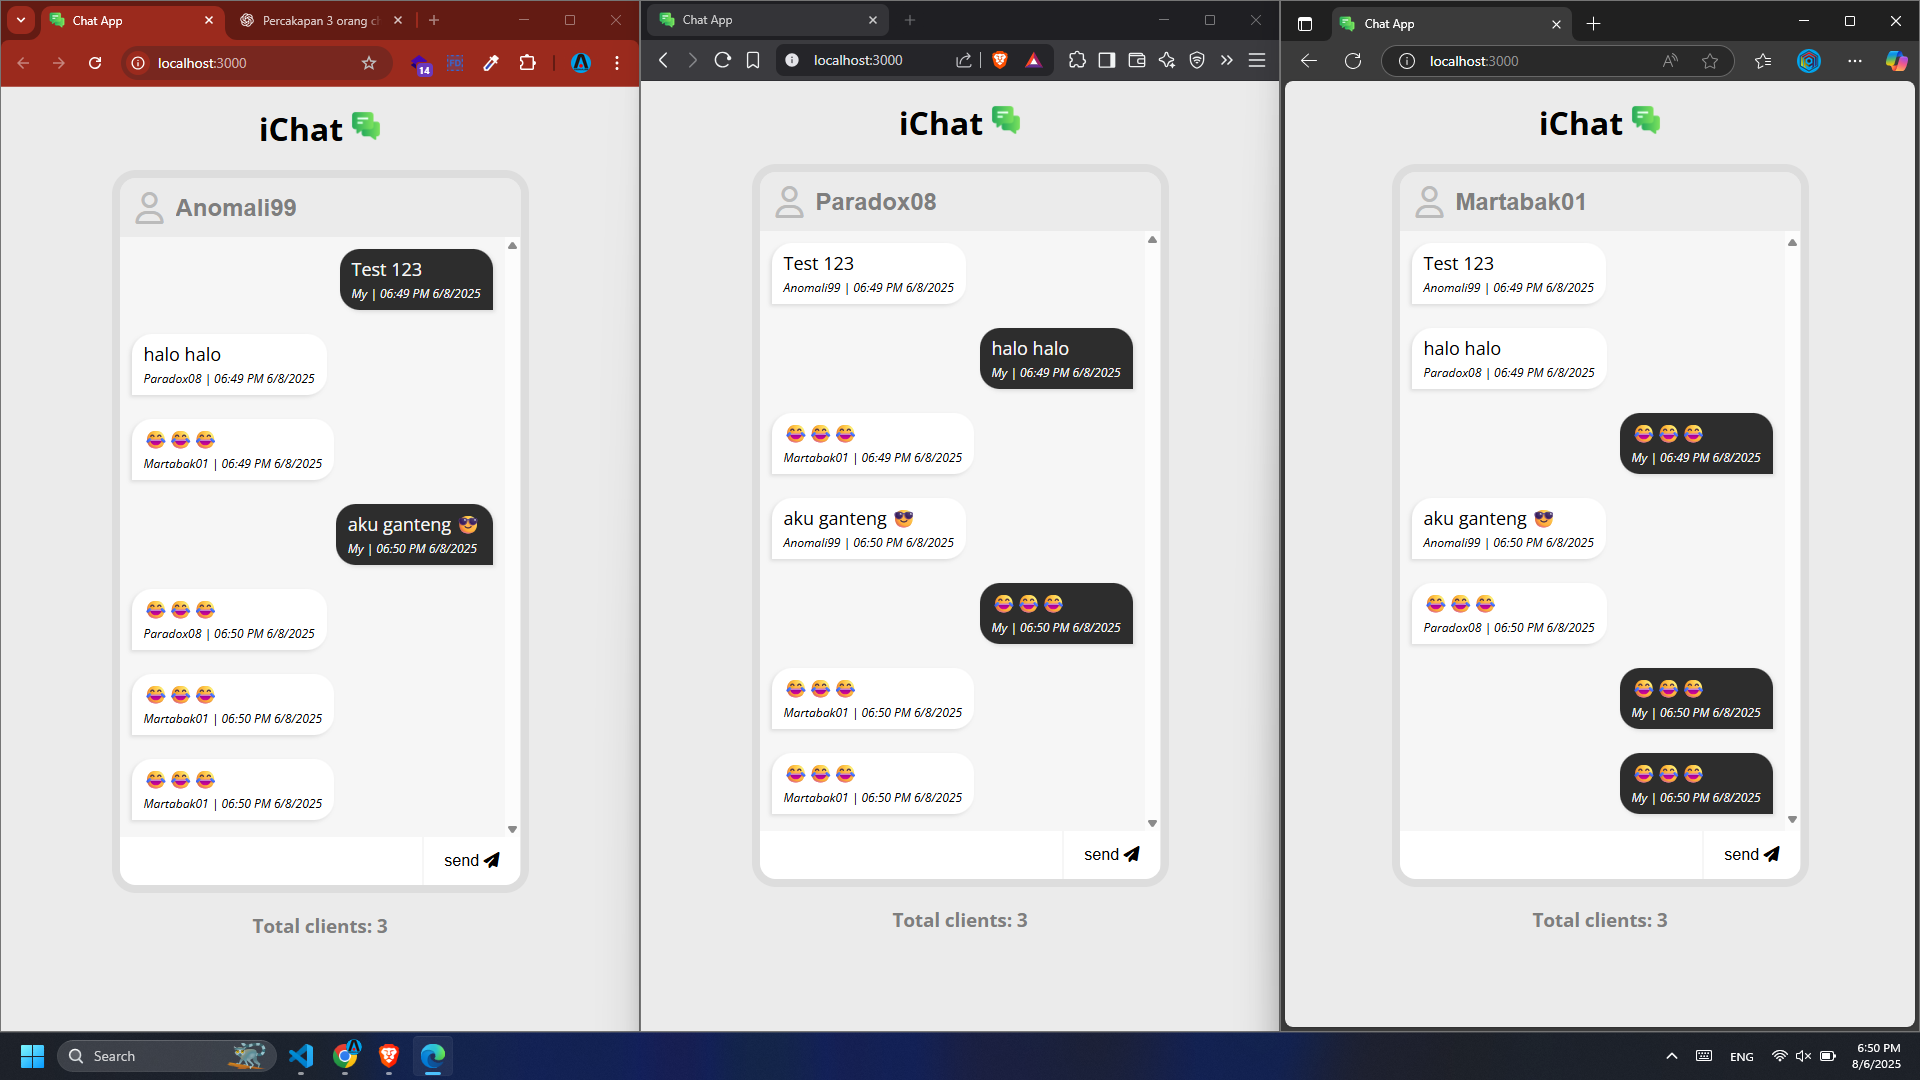 Chat App
Percakapan 3 orang ch
localhost:3000
14
iChat
Anomali99
Test 123
My | 06:49 PM 6/8/2025
halo halo
Paradox08 | 06:49 PM 6/8/2025
😂😂😂
Martabak01 | 06:49 PM 6/8/2025
aku ganteng 😎
My | 06:50 PM 6/8/2025
😂😂😂
Paradox08 | 06:50 PM 6/8/2025
😂😂😂
Martabak01 | 06:50 PM 6/8/2025
😂😂😂
Martabak01 | 06:50 PM 6/8/2025
send
Total clients: 3
Chat App
localhost:3000
iChat
Paradox08
Test 123
Anomali99 | 06:49 PM 6/8/2025
halo halo
My | 06:49 PM 6/8/2025
😂😂😂
Martabak01 | 06:49 PM 6/8/2025
aku ganteng 😎
Anomali99 | 06:50 PM 6/8/2025
😂😂😂
My | 06:50 PM 6/8/2025
😂😂😂
Martabak01 | 06:50 PM 6/8/2025
😂😂😂
Martabak01 | 06:50 PM 6/8/2025
send
Total clients: 3
Chat App
localhost:3000
iChat
Martabak01
Test 123
Anomali99 | 06:49 PM 6/8/2025
halo halo
Paradox08 | 06:49 PM 6/8/2025
😂😂😂
My | 06:49 PM 6/8/2025
aku ganteng 😎
Anomali99 | 06:50 PM 6/8/2025
😂😂😂
Paradox08 | 06:50 PM 6/8/2025
😂😂😂
My | 06:50 PM 6/8/2025
😂😂😂
My | 06:50 PM 6/8/2025
send
Total clients: 3
Search
ENG
6:50 PM
8/6/2025